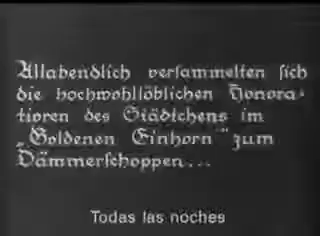 Allabendlich versammelten sich
die hochwohllöblichen Honora-
tioren des Städtchens im
„Goldenen Einhorn“ zum
Dämmerschoppen...
Todas las noches